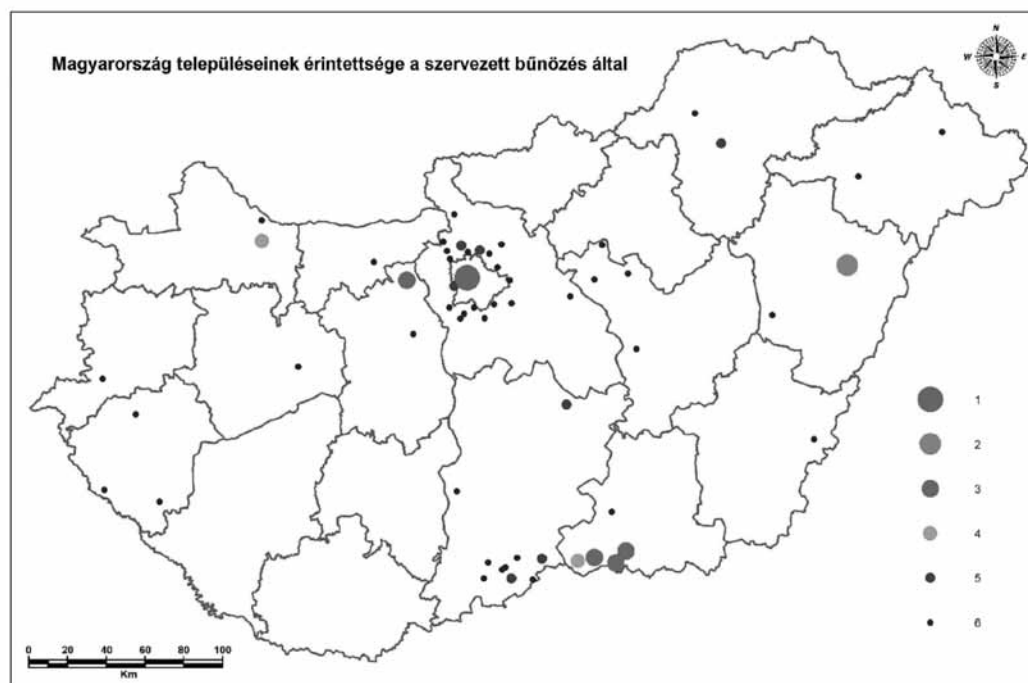 Magyarország településeinek érintettsége a szervezett bűnözés által
N
W E
S
1
2
3
4
5
6
0 20 40 60 80 100
Km